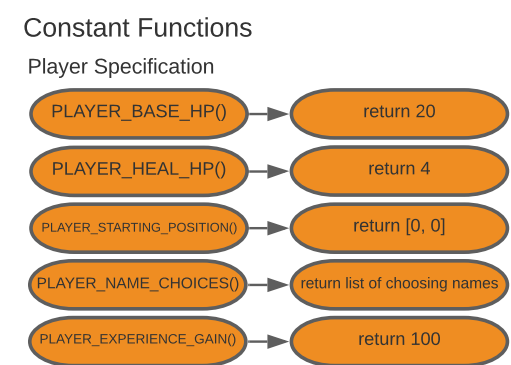 Constant Functions
Player Specification
PLAYER_BASE_HP()
return 20
PLAYER_HEAL_HP()
return 4
PLAYER_STARTING_POSITION()
return [0, 0]
PLAYER_NAME_CHOICES()
return list of choosing names
PLAYER_EXPERIENCE_GAIN()
return 100